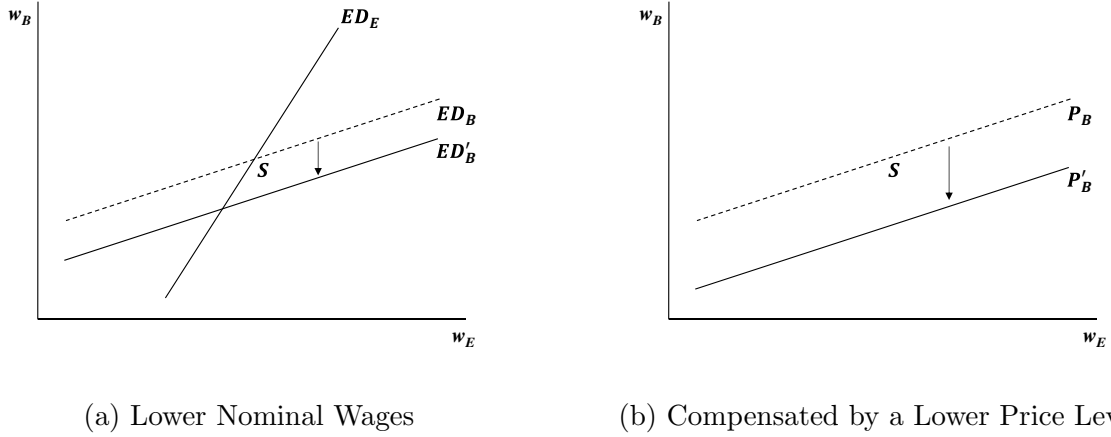 w_B
ED_E
ED_B
ED'_B
S
w_E
(a) Lower Nominal Wages
w_B
P_B
P'_B
S
w_E
(b) Compensated by a Lower Price Lev